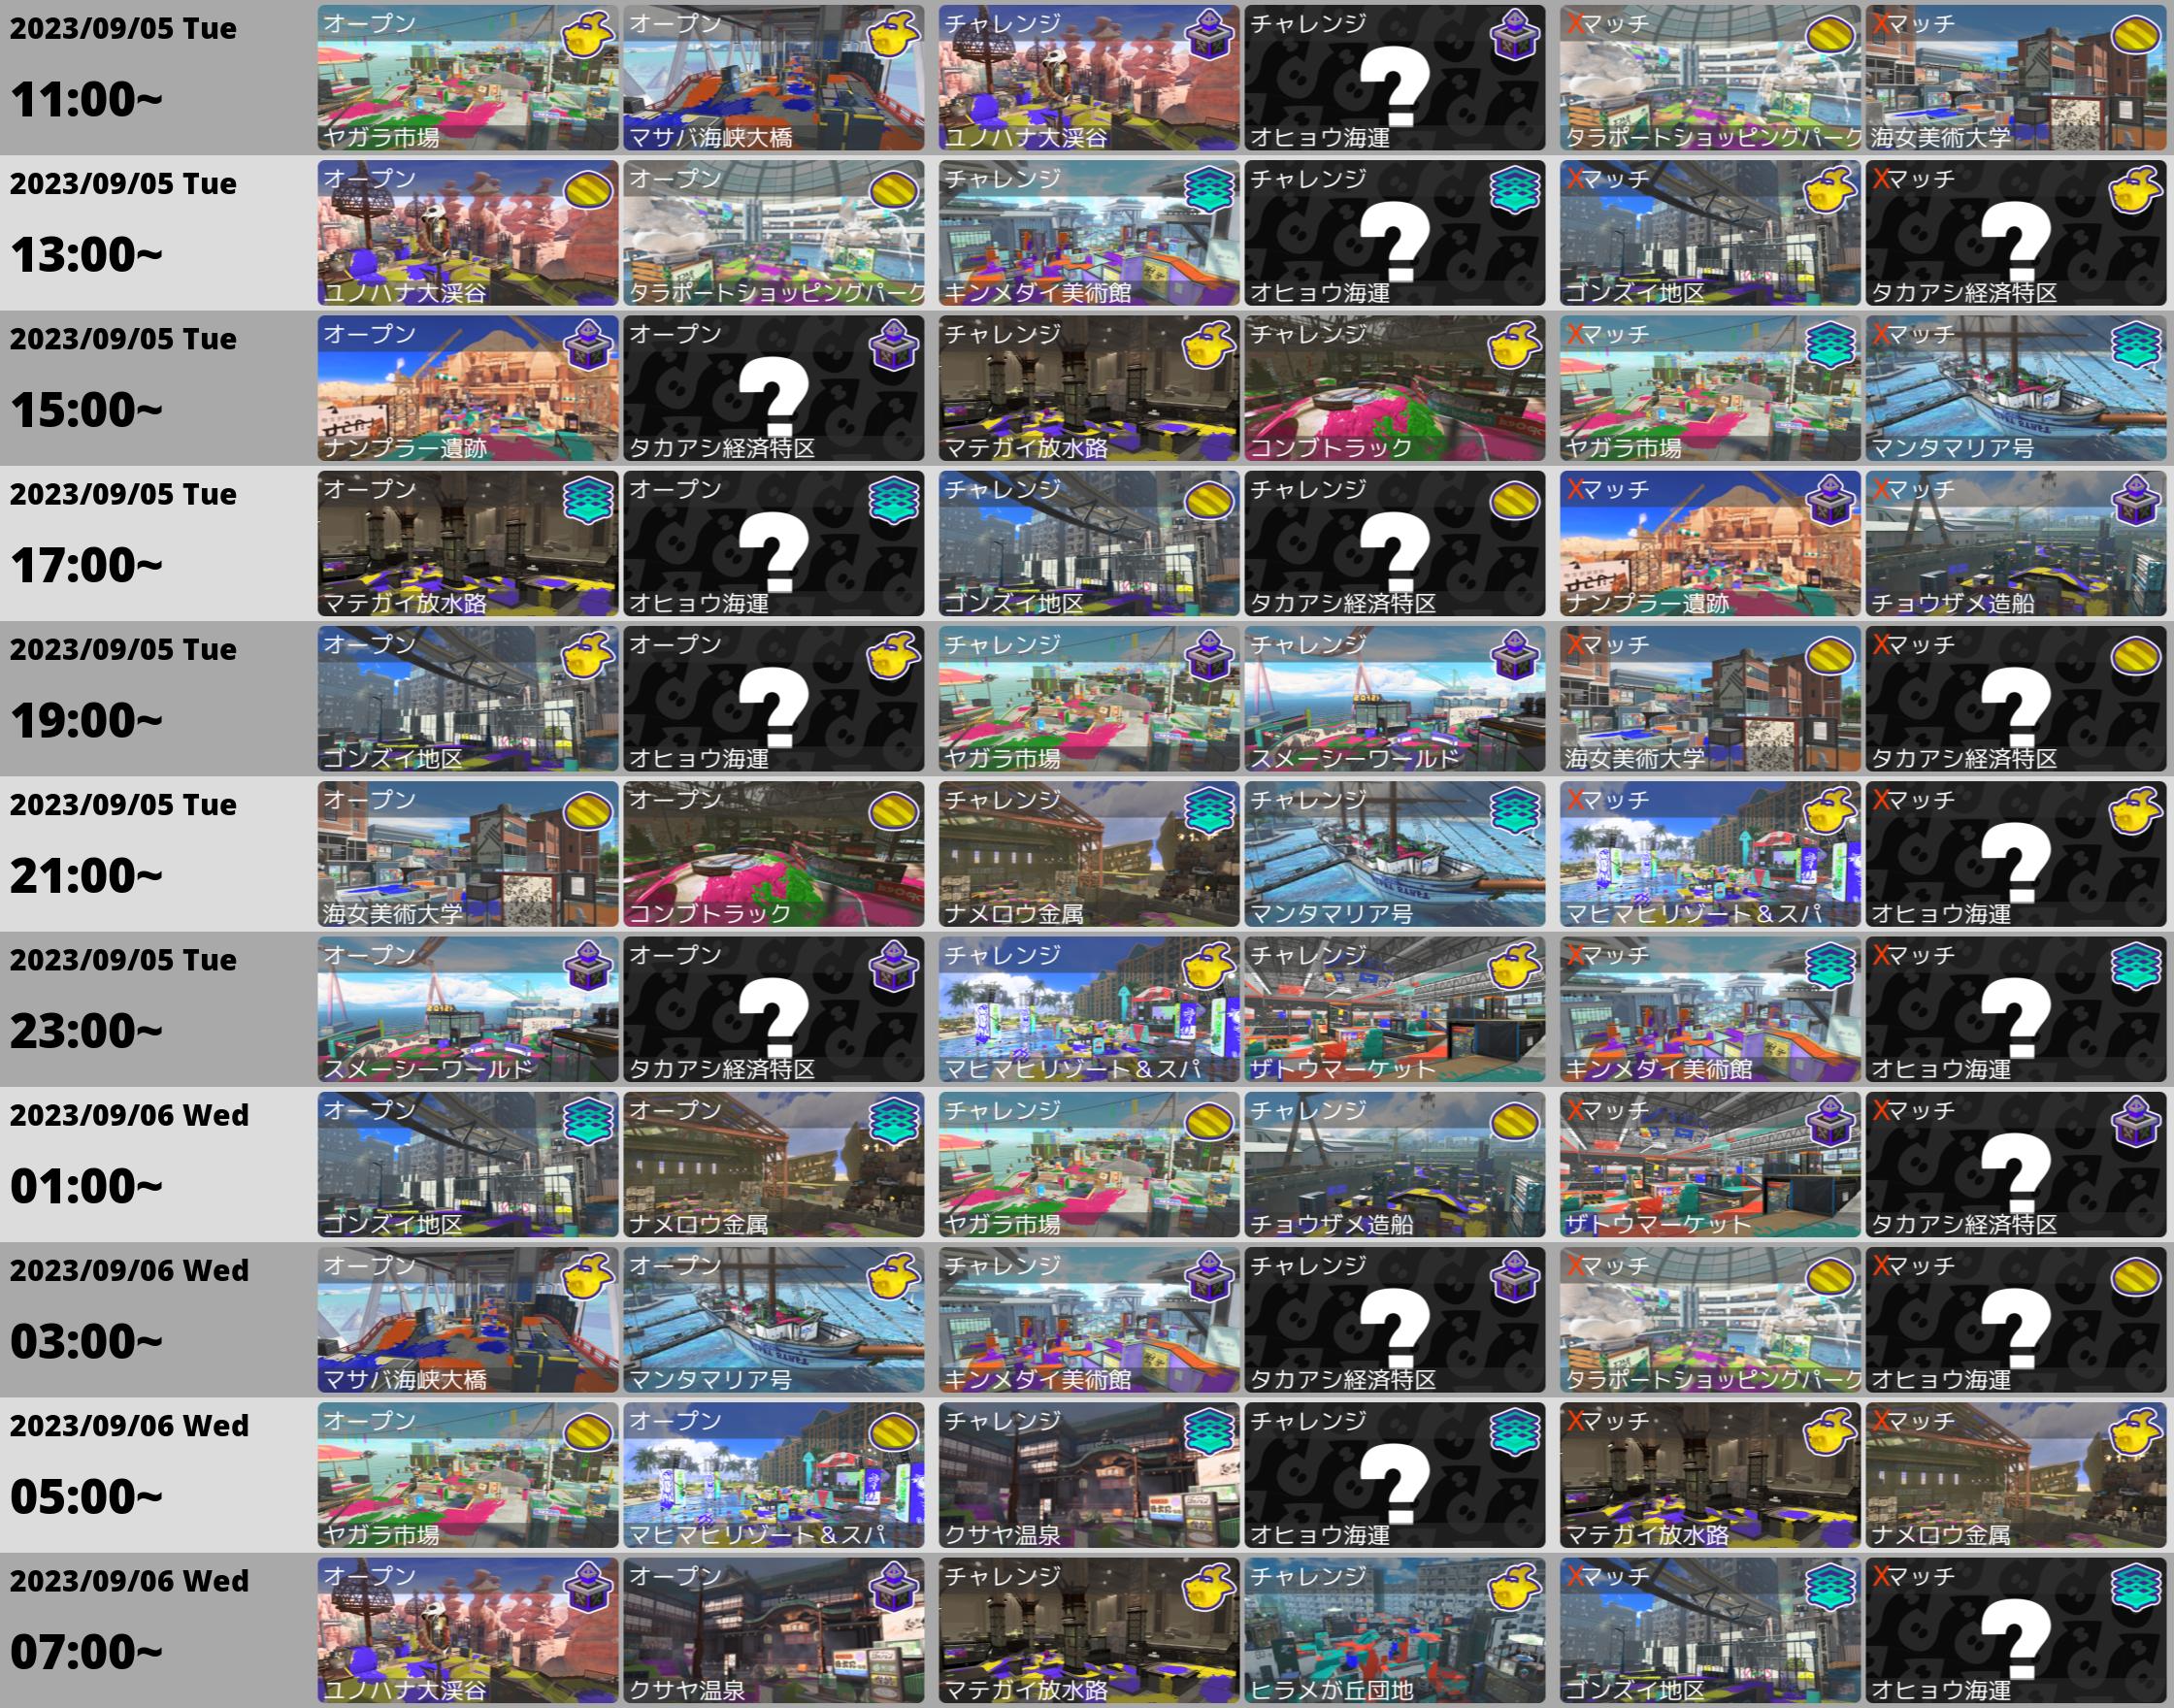 2023/09/05 Tue
11:00~
オープン
ヤガラ市場
オープン
マサバ海峡大橋
チャレンジ
ユノハナ大渓谷
チャレンジ
オヒョウ海運
Xマッチ
タラポートショッピングパーク
Xマッチ
海女美術大学
2023/09/05 Tue
13:00~
オープン
ユノハナ大渓谷
オープン
タラポートショッピングパーク
チャレンジ
キンメダイ美術館
チャレンジ
オヒョウ海運
Xマッチ
ゴンズイ地区
Xマッチ
タカアシ経済特区
2023/09/05 Tue
15:00~
オープン
ナンプラー遺跡
オープン
タカアシ経済特区
チャレンジ
マテガイ放水路
チャレンジ
コンブトラック
Xマッチ
ヤガラ市場
Xマッチ
マンタマリア号
2023/09/05 Tue
17:00~
オープン
マテガイ放水路
オープン
オヒョウ海運
チャレンジ
ゴンズイ地区
チャレンジ
タカアシ経済特区
Xマッチ
ナンプラー遺跡
Xマッチ
チョウザメ造船
2023/09/05 Tue
19:00~
オープン
ゴンズイ地区
オープン
オヒョウ海運
チャレンジ
ヤガラ市場
チャレンジ
スメーシーワールド
Xマッチ
海女美術大学
Xマッチ
タカアシ経済特区
2023/09/05 Tue
21:00~
オープン
海女美術大学
オープン
コンブトラック
チャレンジ
ナメロウ金属
チャレンジ
マンタマリア号
Xマッチ
マヒマヒリゾート＆スパ
Xマッチ
オヒョウ海運
2023/09/05 Tue
23:00~
オープン
スメーシーワールド
オープン
タカアシ経済特区
チャレンジ
マヒマヒリゾート＆スパ
チャレンジ
ザトウマーケット
Xマッチ
キンメダイ美術館
Xマッチ
オヒョウ海運
2023/09/06 Wed
01:00~
オープン
ゴンズイ地区
オープン
ナメロウ金属
チャレンジ
ヤガラ市場
チャレンジ
チョウザメ造船
Xマッチ
ザトウマーケット
Xマッチ
タカアシ経済特区
2023/09/06 Wed
03:00~
オープン
マサバ海峡大橋
オープン
マンタマリア号
チャレンジ
キンメダイ美術館
チャレンジ
タカアシ経済特区
Xマッチ
タラポートショッピングパーク
Xマッチ
オヒョウ海運
2023/09/06 Wed
05:00~
オープン
ヤガラ市場
オープン
マヒマヒリゾート＆スパ
チャレンジ
クサヤ温泉
チャレンジ
オヒョウ海運
Xマッチ
マテガイ放水路
Xマッチ
ナメロウ金属
2023/09/06 Wed
07:00~
オープン
ユノハナ大渓谷
オープン
クサヤ温泉
チャレンジ
マテガイ放水路
チャレンジ
ヒラメが丘団地
Xマッチ
ゴンズイ地区
Xマッチ
オヒョウ海運